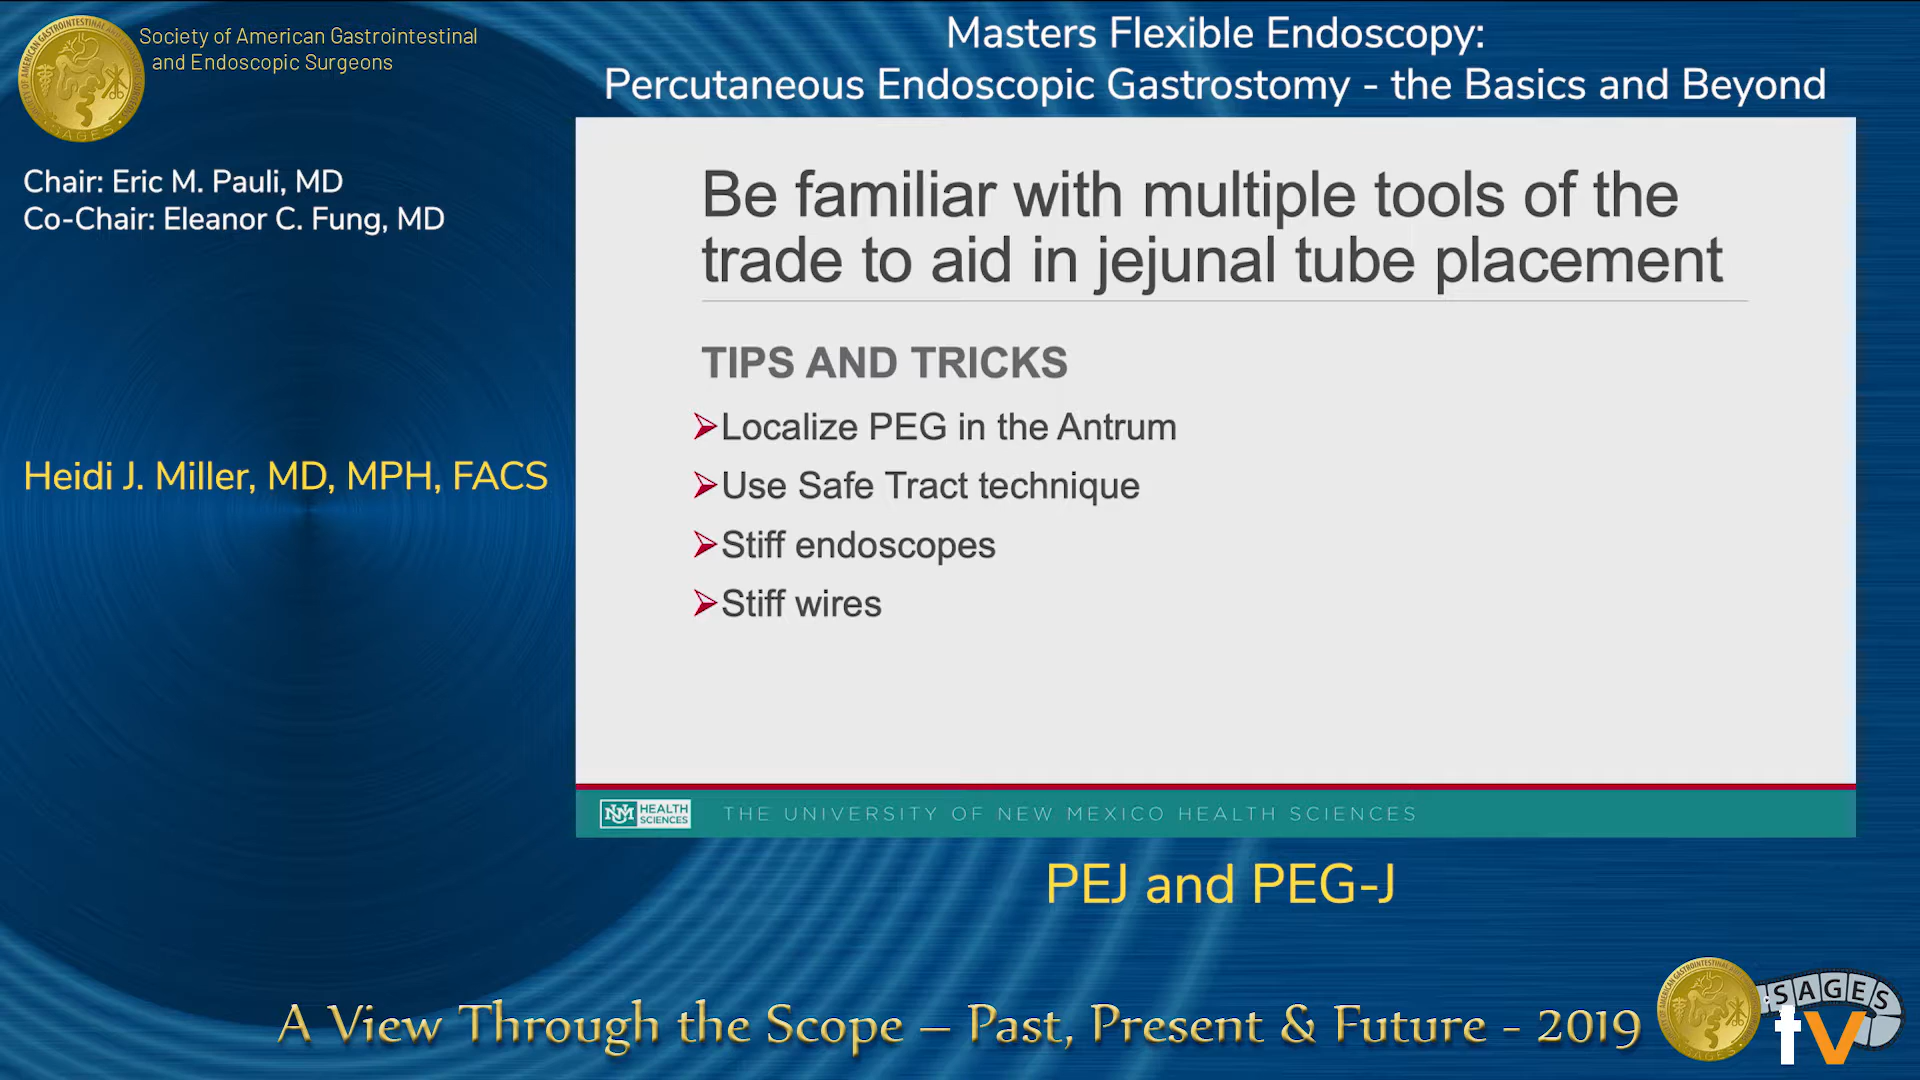 Society of American Gastrointestinal
and Endoscopic Surgeons
Masters Flexible Endoscopy:
Percutaneous Endoscopic Gastrostomy - the Basics and Beyond
Chair: Eric M. Pauli, MD
Co-Chair: Eleanor C. Fung, MD
Heidi J. Miller, MD, MPH, FACS
Be familiar with multiple tools of the
trade to aid in jejunal tube placement
TIPS AND TRICKS
Localize PEG in the Antrum
Use Safe Tract technique
Stiff endoscopes
Stiff wires
UNM HEALTH
SCIENCES
THE UNIVERSITY OF NEW MEXICO HEALTH SCIENCES
PEJ and PEG-J
A View Through the Scope – Past, Present & Future - 2019
SAGES
tv